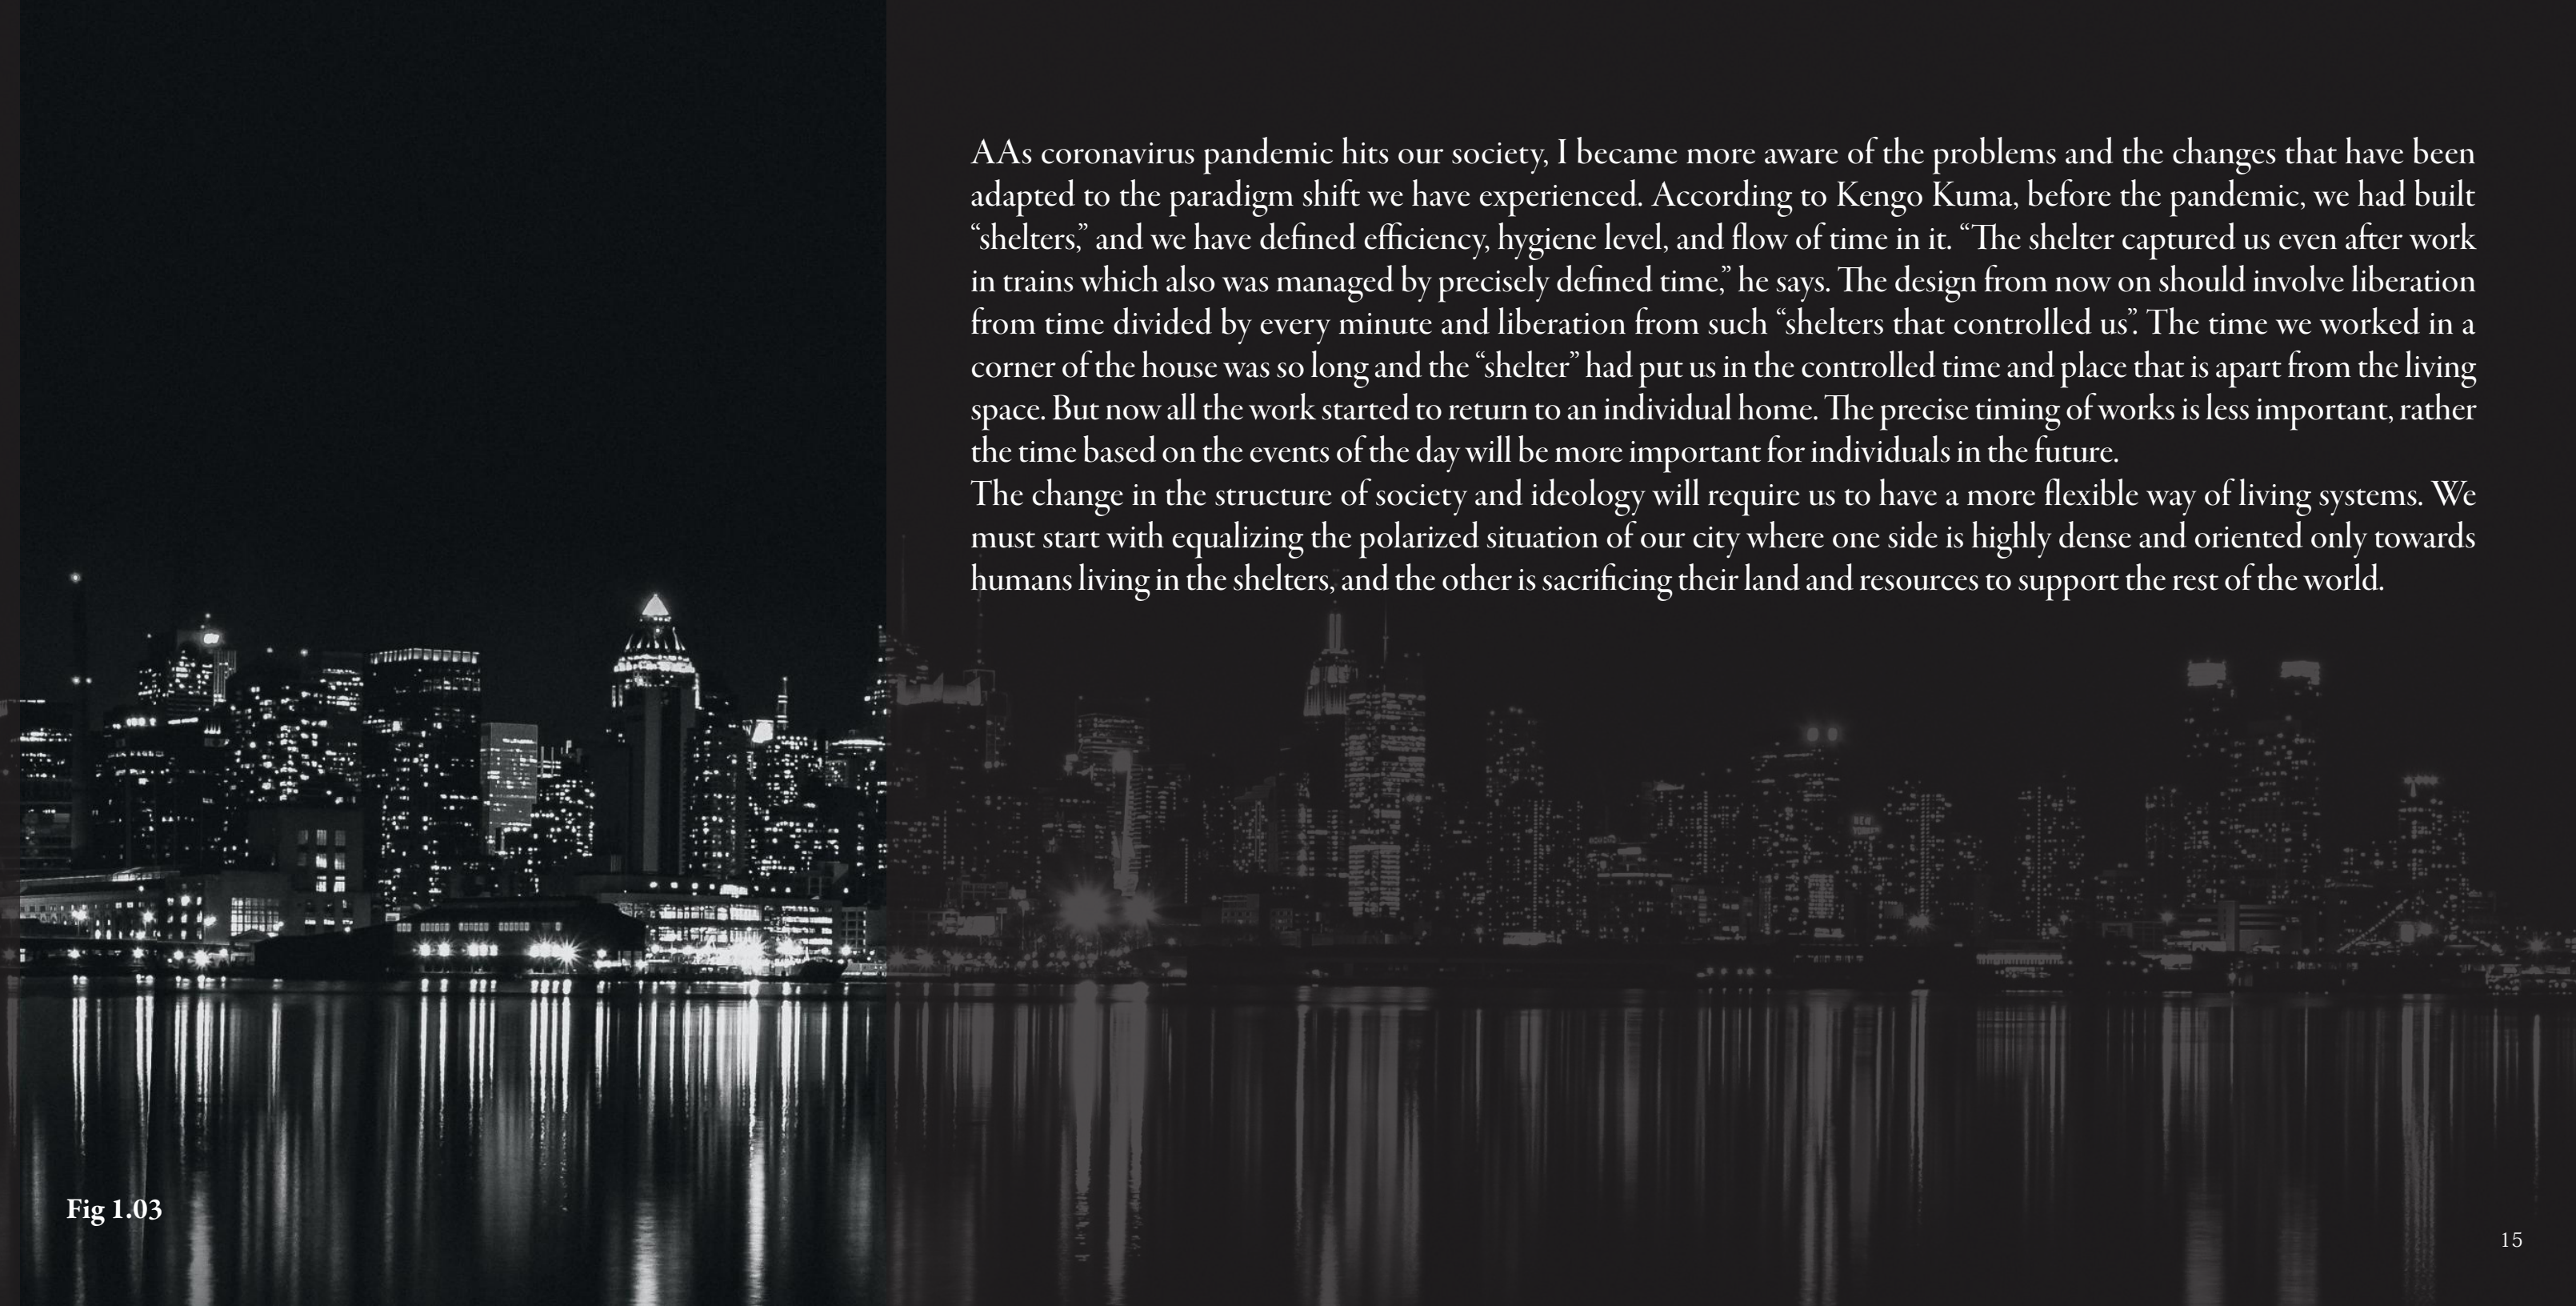 AAs coronavirus pandemic hits our society, I became more aware of the problems and the changes that have been
adapted to the paradigm shift we have experienced. According to Kengo Kuma, before the pandemic, we had built
“shelters,” and we have defined efficiency, hygiene level, and flow of time in it. “The shelter captured us even after work
in trains which also was managed by precisely defined time,” he says. The design from now on should involve liberation
from time divided by every minute and liberation from such “shelters that controlled us”. The time we worked in a
corner of the house was so long and the “shelter” had put us in the controlled time and place that is apart from the living
space. But now all the work started to return to an individual home. The precise timing of works is less important, rather
the time based on the events of the day will be more important for individuals in the future.
The change in the structure of society and ideology will require us to have a more flexible way of living systems. We
must start with equalizing the polarized situation of our city where one side is highly dense and oriented only towards
humans living in the shelters, and the other is sacrificing their land and resources to support the rest of the world.
NEW
YORKER
Fig 1.03
15